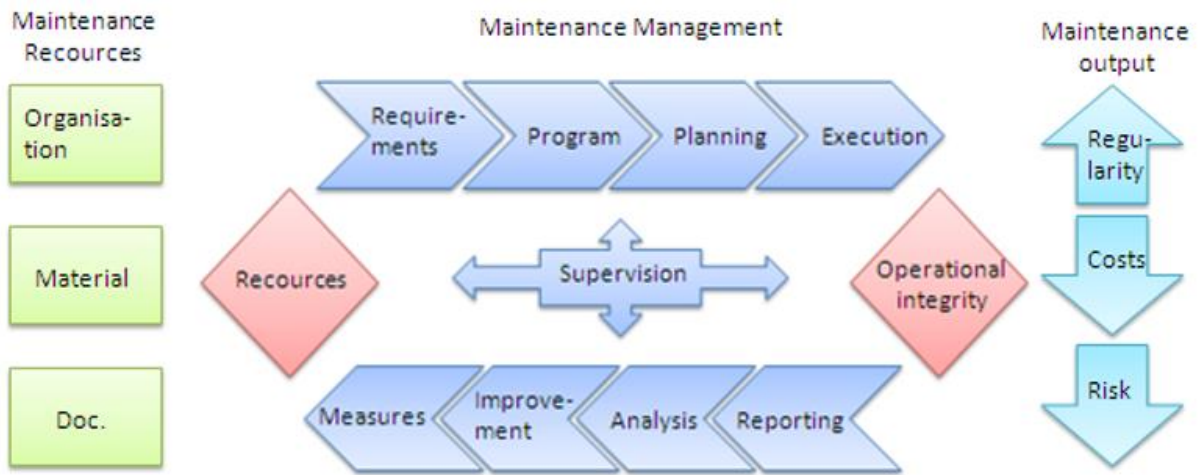 Maintenance
Recources
Maintenance Management
Maintenance
output
Organisa-
tion
Require-
ments
Program
Planning
Execution
Regu-
larity
Material
Recources
Supervision
Operational
integrity
Costs
Doc.
Measures
Improve-
ment
Analysis
Reporting
Risk